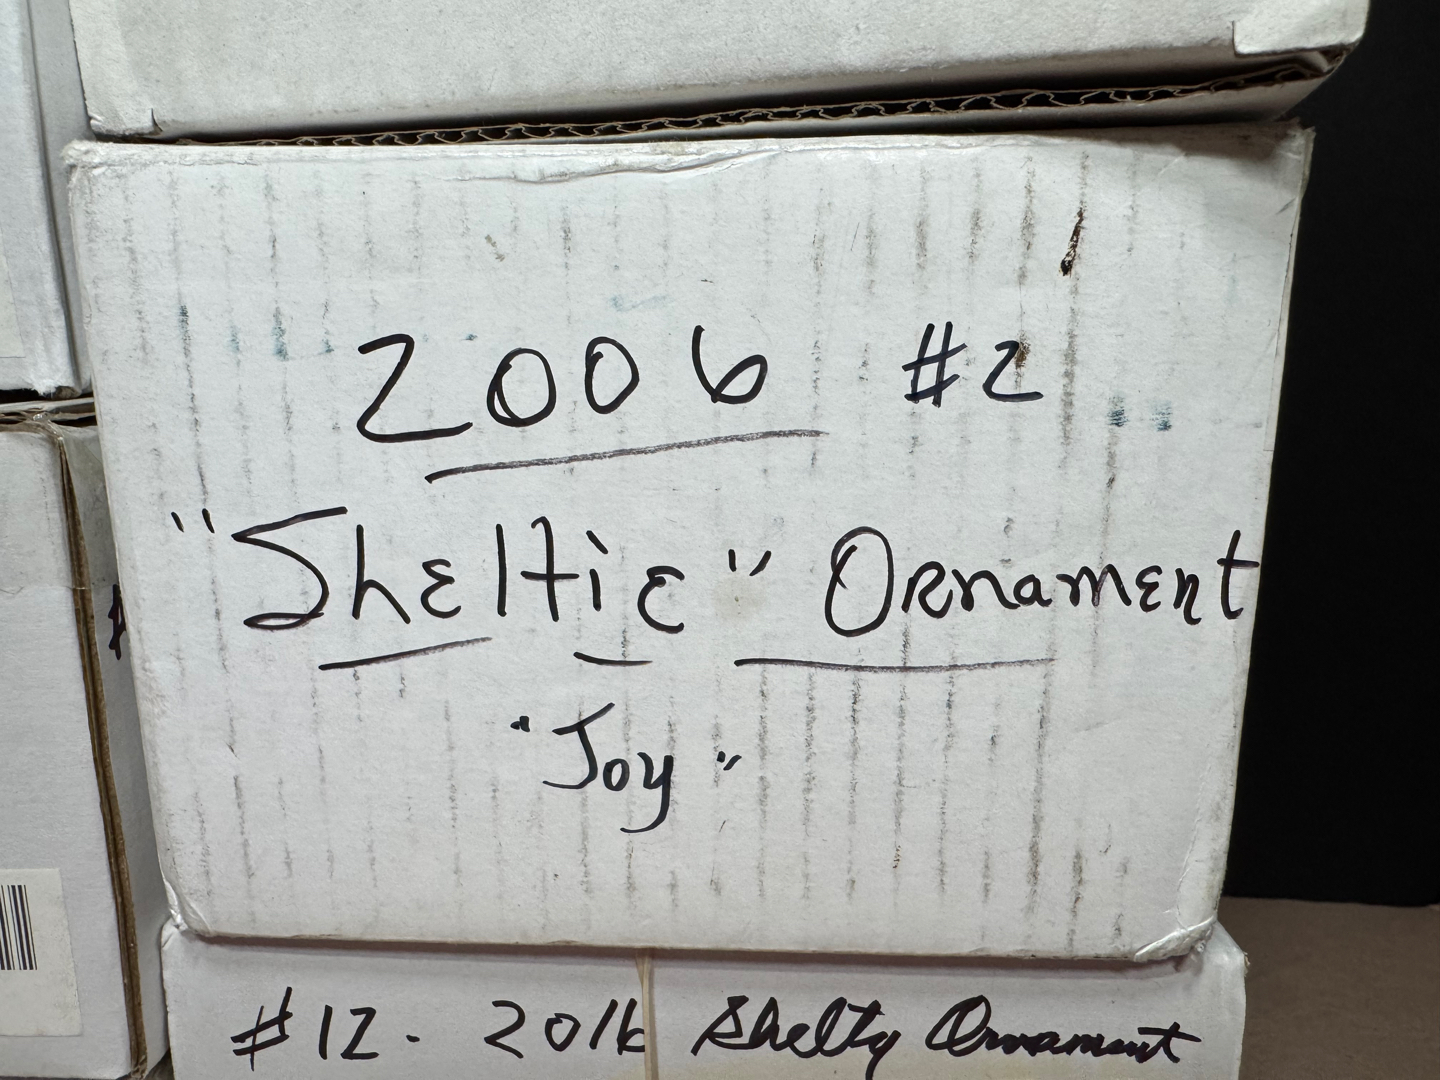 2006 #2
"Sheltie" Ornament
"Joy"
#12. 2016 Shelty Ornament